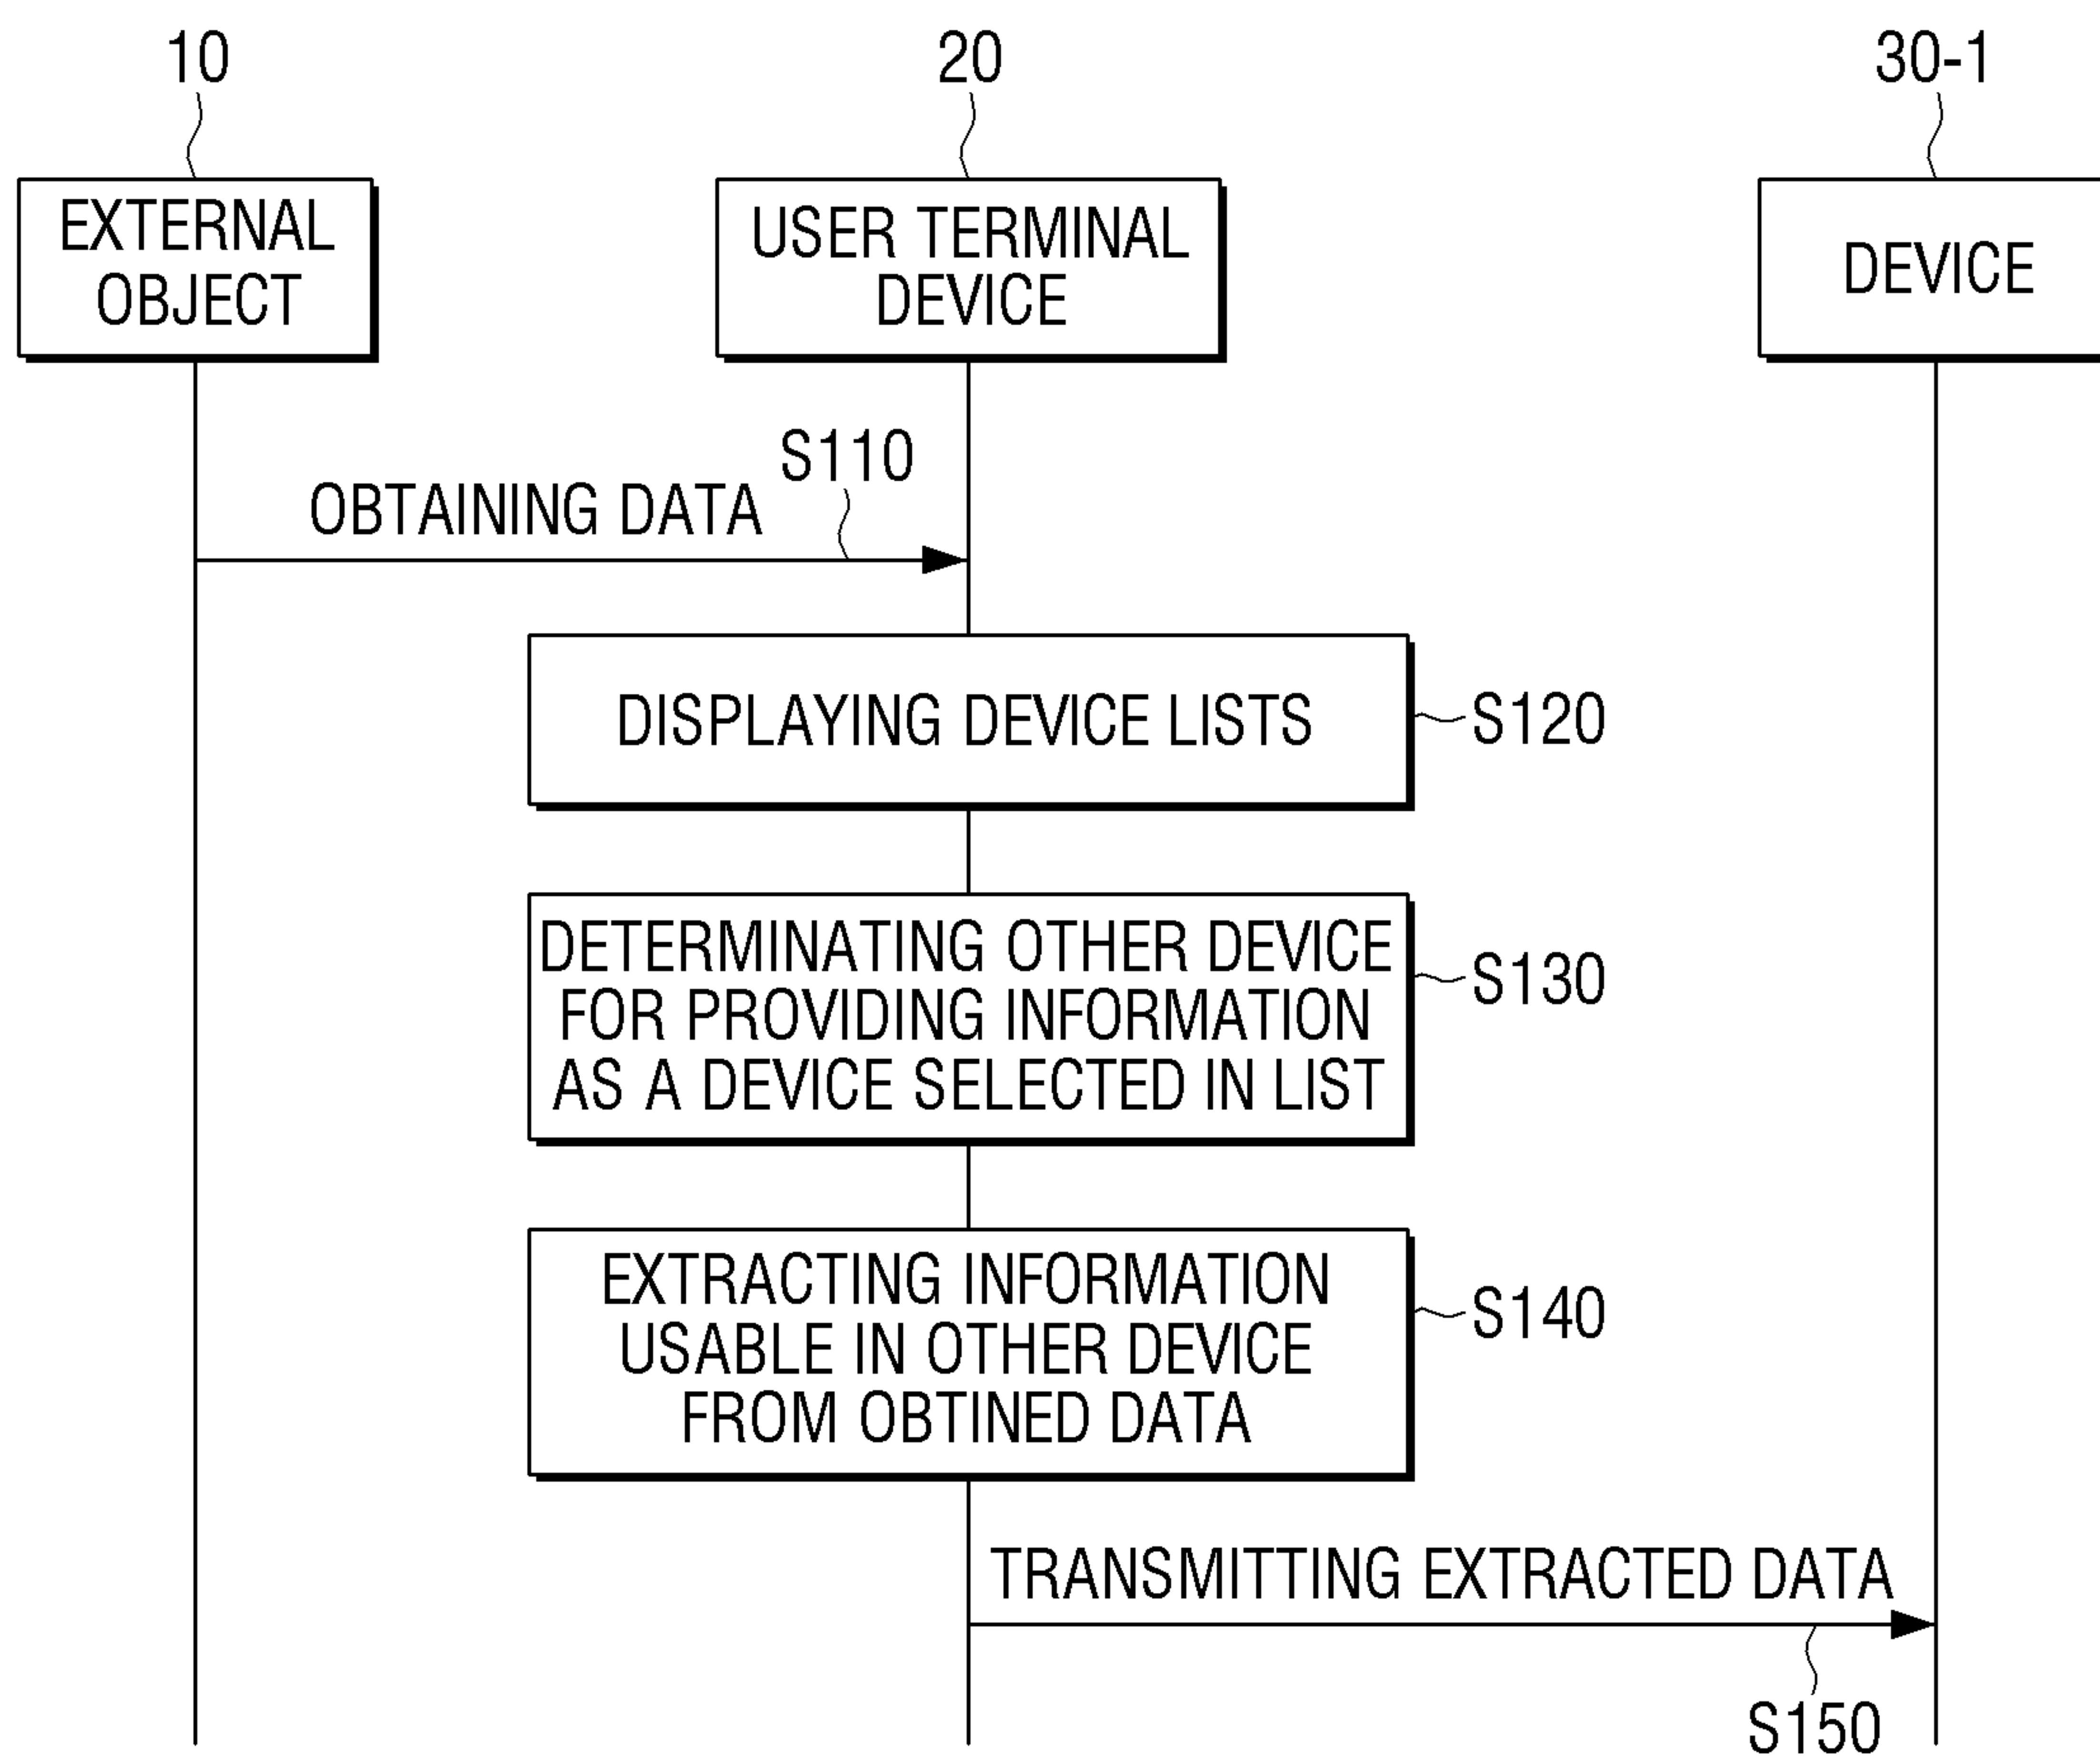 10
20
30-1
EXTERNAL
OBJECT
USER TERMINAL
DEVICE
DEVICE
S110
OBTAINING DATA
DISPLAYING DEVICE LISTS
S120
DETERMINATING OTHER DEVICE
FOR PROVIDING INFORMATION
AS A DEVICE SELECTED IN LIST
S130
EXTRACTING INFORMATION
USABLE IN OTHER DEVICE
FROM OBTINED DATA
S140
TRANSMITTING EXTRACTED DATA
S150